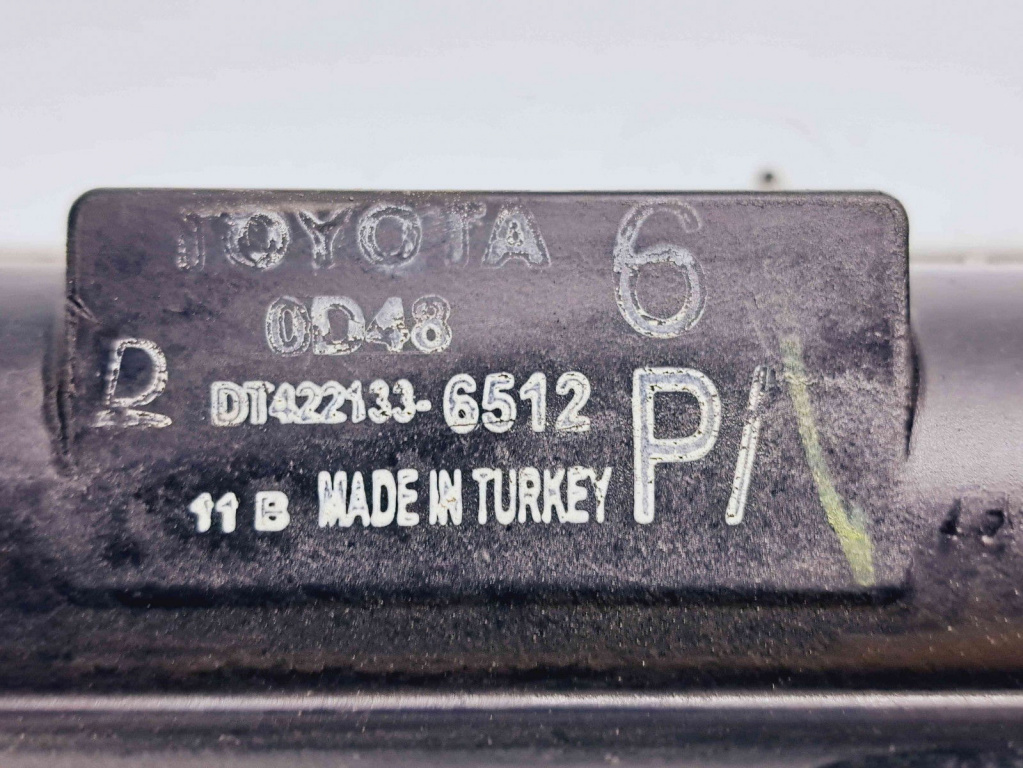 TOYOTA 6
0D48
D
DT422133-6512 P/
11 B MADE IN TURKEY